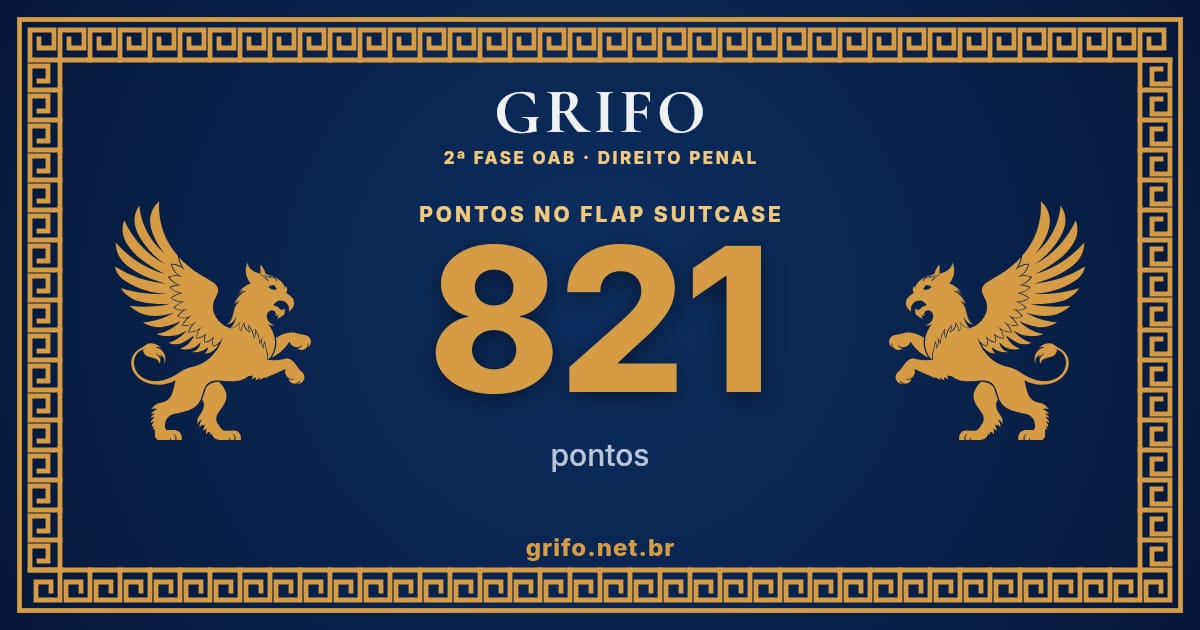 GRIFO
2ª FASE OAB · DIREITO PENAL
PONTOS NO FLAP SUITCASE
821
pontos
grifo.net.br